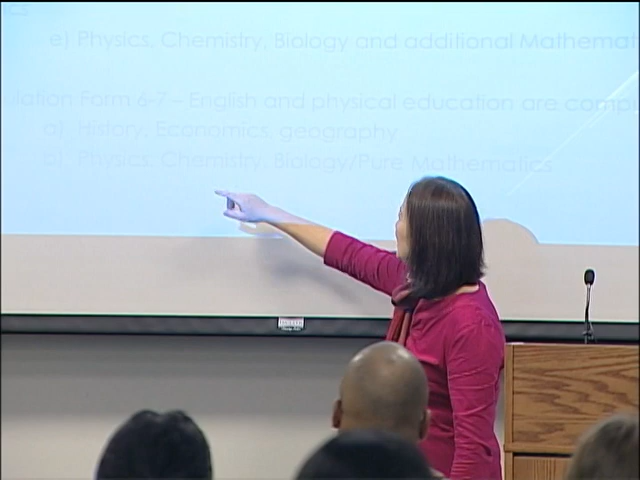 e) Physics, Chemistry, Biology and additional Mathemat
lation Form 6-7 – English and physical education are comp
a) History, Economics, geography
b) Physics, Chemistry, Biology/Pure Mathematics